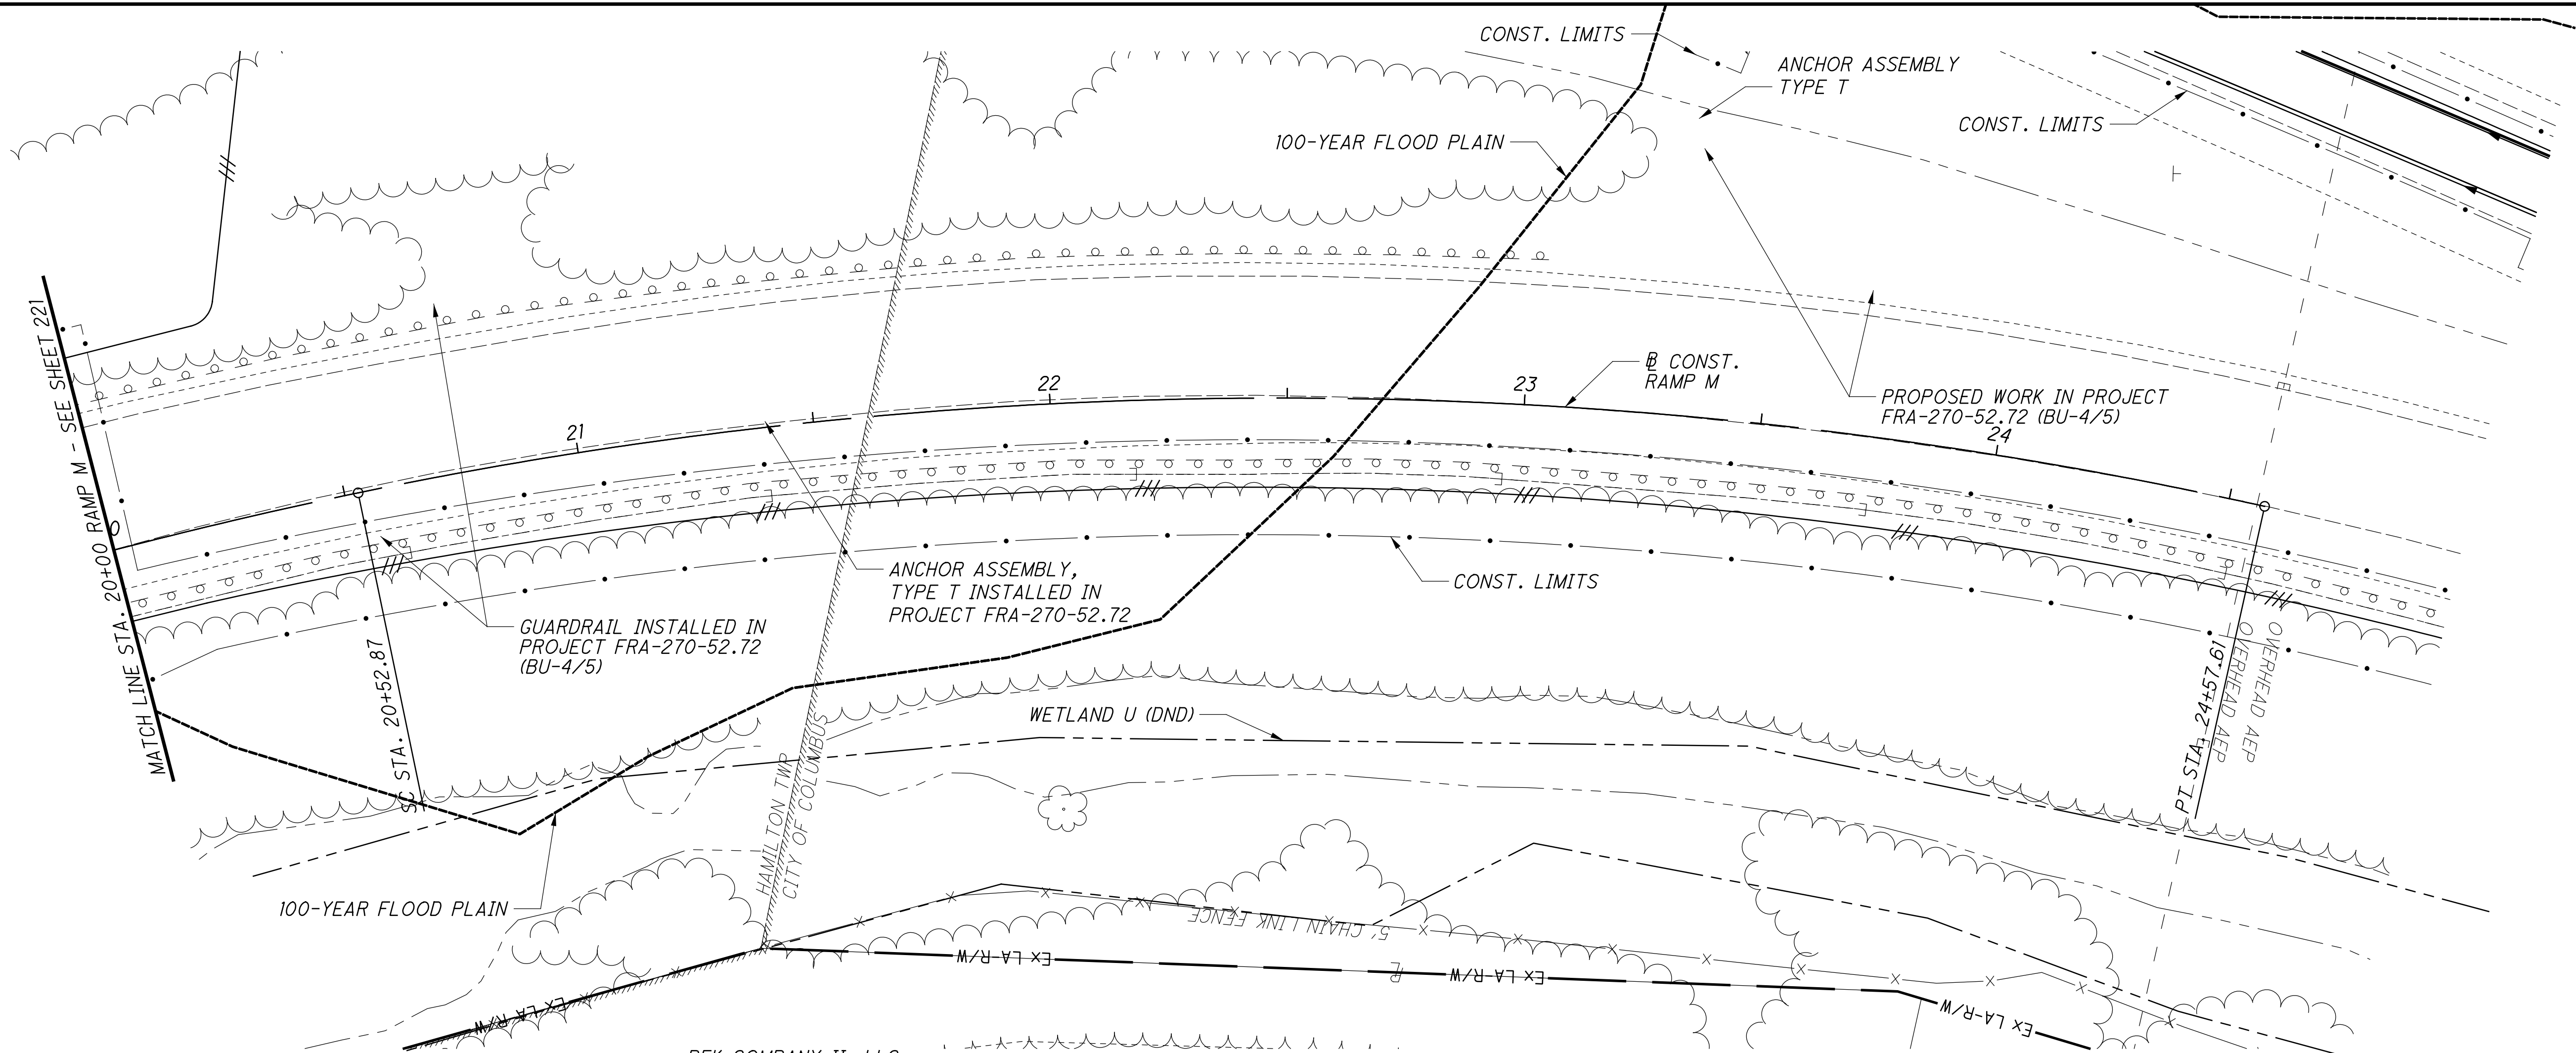 CONST. LIMITS
ANCHOR ASSEMBLY
TYPE T
CONST. LIMITS
100-YEAR FLOOD PLAIN
MATCH LINE STA. 20+00 RAMP M - SEE SHEET 221
℄ CONST.
RAMP M
PROPOSED WORK IN PROJECT
FRA-270-52.72 (BU-4/5)
21
22
23
24
0
ANCHOR ASSEMBLY,
TYPE T INSTALLED IN
PROJECT FRA-270-52.72
CONST. LIMITS
GUARDRAIL INSTALLED IN
PROJECT FRA-270-52.72
(BU-4/5)
SC STA. 20+52.87
PI STA. 24+57.61
OVERHEAD AEP
OVERHEAD AEP
WETLAND U (DND)
HAMILTON TWP
CITY OF COLUMBUS
100-YEAR FLOOD PLAIN
5' CHAIN LINK FENCE
Ex LA-R/W
Ex LA-R/W
Ex LA-R/W
Ex LA R/W